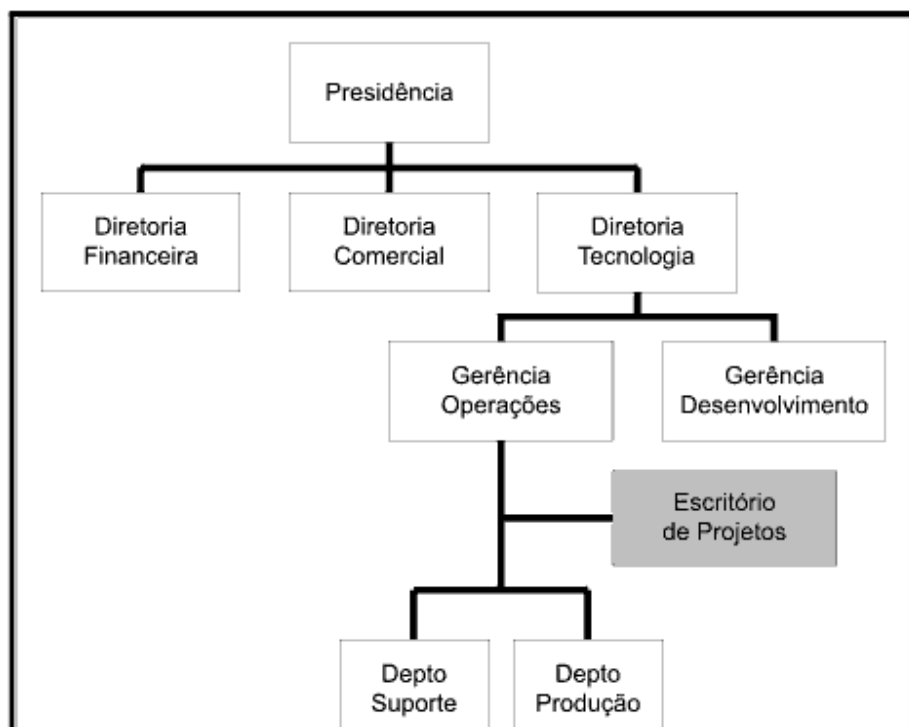 Presidência
Diretoria
Financeira
Diretoria
Comercial
Diretoria
Tecnologia
Gerência
Operações
Gerência
Desenvolvimento
Escritório
de Projetos
Depto
Suporte
Depto
Produção